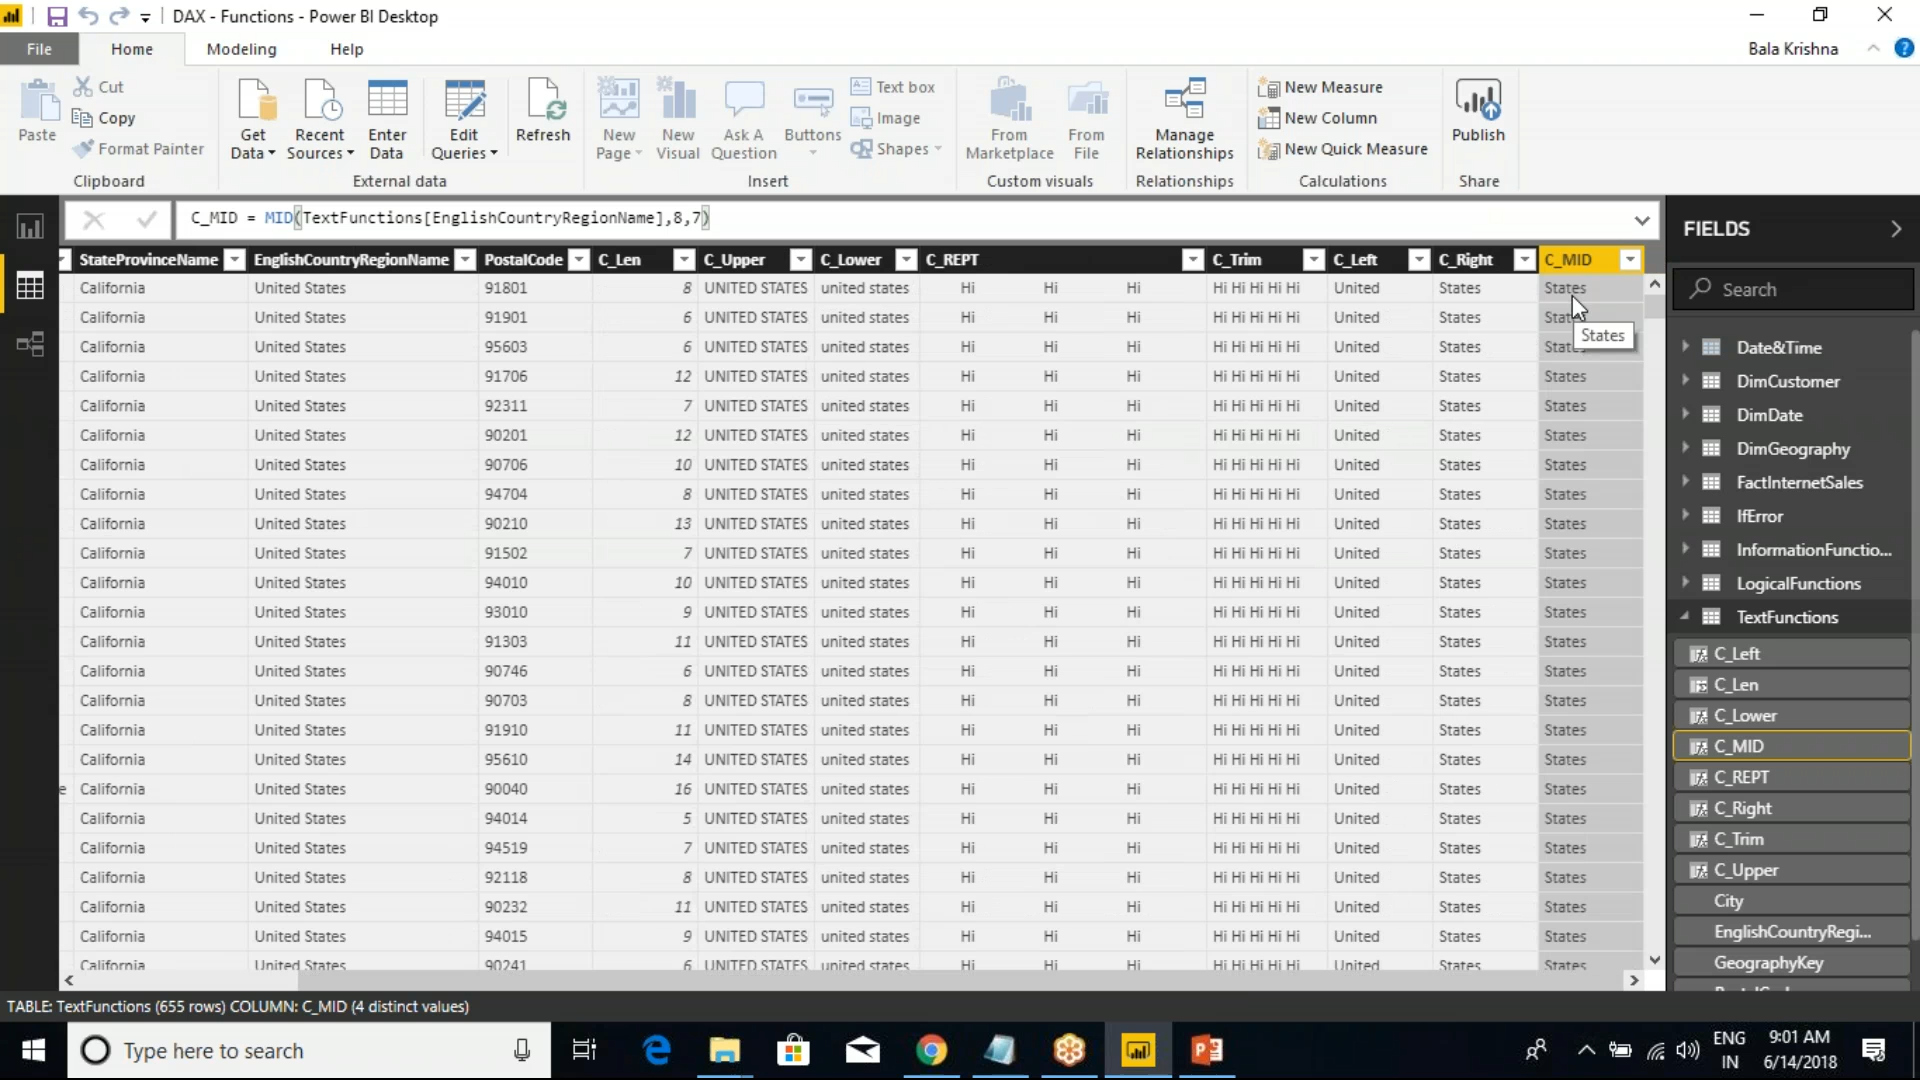 DAX - Functions - Power BI Desktop
File Home Modeling Help Bala Krishna
Paste Cut Copy Format Painter
Clipboard
Get Data Recent Sources Enter Data Edit Queries Refresh
External data
New Page New Visual Ask A Question Buttons Text box Image Shapes
Insert
From Marketplace From File
Custom visuals
Manage Relationships
Relationships
New Measure New Column New Quick Measure
Calculations
Publish
Share
C_MID = MID(TextFunctions[EnglishCountryRegionName],8,7)
StateProvinceName EnglishCountryRegionName PostalCode C_Len C_Upper C_Lower C_REPT C_Trim C_Left C_Right C_MID
California United States 91801 8 UNITED STATES united states Hi Hi Hi Hi Hi Hi Hi Hi United States States
California United States 91901 6 UNITED STATES united states Hi Hi Hi Hi Hi Hi Hi Hi United States States
States
California United States 95603 6 UNITED STATES united states Hi Hi Hi Hi Hi Hi Hi Hi United States States
California United States 91706 12 UNITED STATES united states Hi Hi Hi Hi Hi Hi Hi Hi United States States
California United States 92311 7 UNITED STATES united states Hi Hi Hi Hi Hi Hi Hi Hi United States States
California United States 90201 12 UNITED STATES united states Hi Hi Hi Hi Hi Hi Hi Hi United States States
California United States 90706 10 UNITED STATES united states Hi Hi Hi Hi Hi Hi Hi Hi United States States
California United States 94704 8 UNITED STATES united states Hi Hi Hi Hi Hi Hi Hi Hi United States States
California United States 90210 13 UNITED STATES united states Hi Hi Hi Hi Hi Hi Hi Hi United States States
California United States 91502 7 UNITED STATES united states Hi Hi Hi Hi Hi Hi Hi Hi United States States
California United States 94010 10 UNITED STATES united states Hi Hi Hi Hi Hi Hi Hi Hi United States States
California United States 93010 9 UNITED STATES united states Hi Hi Hi Hi Hi Hi Hi Hi United States States
California United States 91303 11 UNITED STATES united states Hi Hi Hi Hi Hi Hi Hi Hi United States States
California United States 90746 6 UNITED STATES united states Hi Hi Hi Hi Hi Hi Hi Hi United States States
California United States 90703 8 UNITED STATES united states Hi Hi Hi Hi Hi Hi Hi Hi United States States
California United States 91910 11 UNITED STATES united states Hi Hi Hi Hi Hi Hi Hi Hi United States States
California United States 95610 14 UNITED STATES united states Hi Hi Hi Hi Hi Hi Hi Hi United States States
e California United States 90040 16 UNITED STATES united states Hi Hi Hi Hi Hi Hi Hi Hi United States States
California United States 94014 5 UNITED STATES united states Hi Hi Hi Hi Hi Hi Hi Hi United States States
California United States 94519 7 UNITED STATES united states Hi Hi Hi Hi Hi Hi Hi Hi United States States
California United States 92118 8 UNITED STATES united states Hi Hi Hi Hi Hi Hi Hi Hi United States States
California United States 90232 11 UNITED STATES united states Hi Hi Hi Hi Hi Hi Hi Hi United States States
California United States 94015 9 UNITED STATES united states Hi Hi Hi Hi Hi Hi Hi Hi United States States
California United States 90241 6 UNITED STATES united states Hi Hi Hi Hi Hi Hi Hi Hi United States States
FIELDS
Search
Date&Time
DimCustomer
DimDate
DimGeography
FactInternetSales
IfError
InformationFunctio...
LogicalFunctions
TextFunctions
C_Left
C_Len
C_Lower
C_MID
C_REPT
C_Right
C_Trim
C_Upper
City
EnglishCountryRegi...
GeographyKey
TABLE: TextFunctions (655 rows) COLUMN: C_MID (4 distinct values)
Type here to search
ENG IN
9:01 AM
6/14/2018